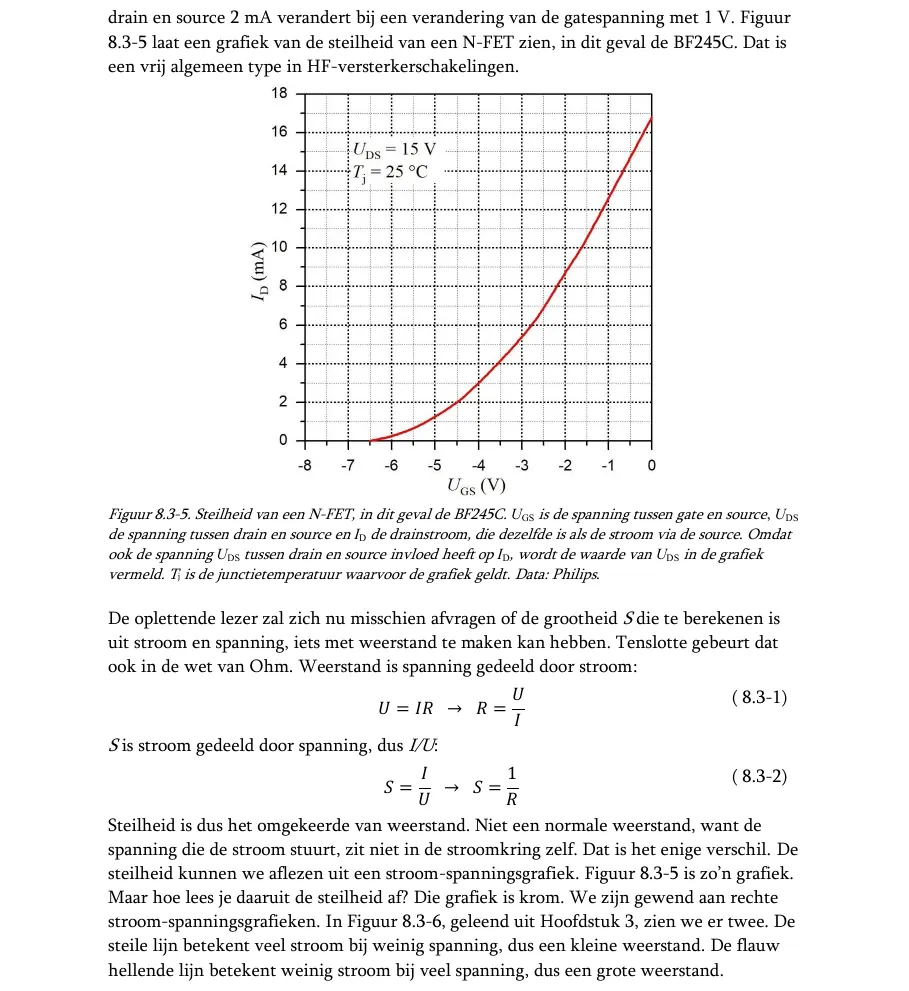 drain en source 2 mA verandert bij een verandering van de gatespanning met 1 V. Figuur
8.3-5 laat een grafiek van de steilheid van een N-FET zien, in dit geval de BF245C. Dat is
een vrij algemeen type in HF-versterkerschakelingen.
18
16
14
12
10
8
6
4
2
0
I_D (mA)
U_DS = 15 V
T_j = 25 °C
-8 -7 -6 -5 -4 -3 -2 -1 0
U_GS (V)
Figuur 8.3-5. Steilheid van een N-FET, in dit geval de BF245C. U_GS is de spanning tussen gate en source, U_DS
de spanning tussen drain en source en I_D de drainstroom, die dezelfde is als de stroom via de source. Omdat
ook de spanning U_DS tussen drain en source invloed heeft op I_D, wordt de waarde van U_DS in de grafiek
vermeld. T_j is de junctietemperatuur waarvoor de grafiek geldt. Data: Philips.
De oplettende lezer zal zich nu misschien afvragen of de grootheid S die te berekenen is
uit stroom en spanning, iets met weerstand te maken kan hebben. Tenslotte gebeurt dat
ook in de wet van Ohm. Weerstand is spanning gedeeld door stroom:
U = IR → R = U/I ( 8.3-1)
S is stroom gedeeld door spanning, dus I/U:
S = I/U → S = 1/R ( 8.3-2)
Steilheid is dus het omgekeerde van weerstand. Niet een normale weerstand, want de
spanning die de stroom stuurt, zit niet in de stroomkring zelf. Dat is het enige verschil. De
steilheid kunnen we aflezen uit een stroom-spanningsgrafiek. Figuur 8.3-5 is zo’n grafiek.
Maar hoe lees je daaruit de steilheid af? Die grafiek is krom. We zijn gewend aan rechte
stroom-spanningsgrafieken. In Figuur 8.3-6, geleend uit Hoofdstuk 3, zien we er twee. De
steile lijn betekent veel stroom bij weinig spanning, dus een kleine weerstand. De flauw
hellende lijn betekent weinig stroom bij veel spanning, dus een grote weerstand.